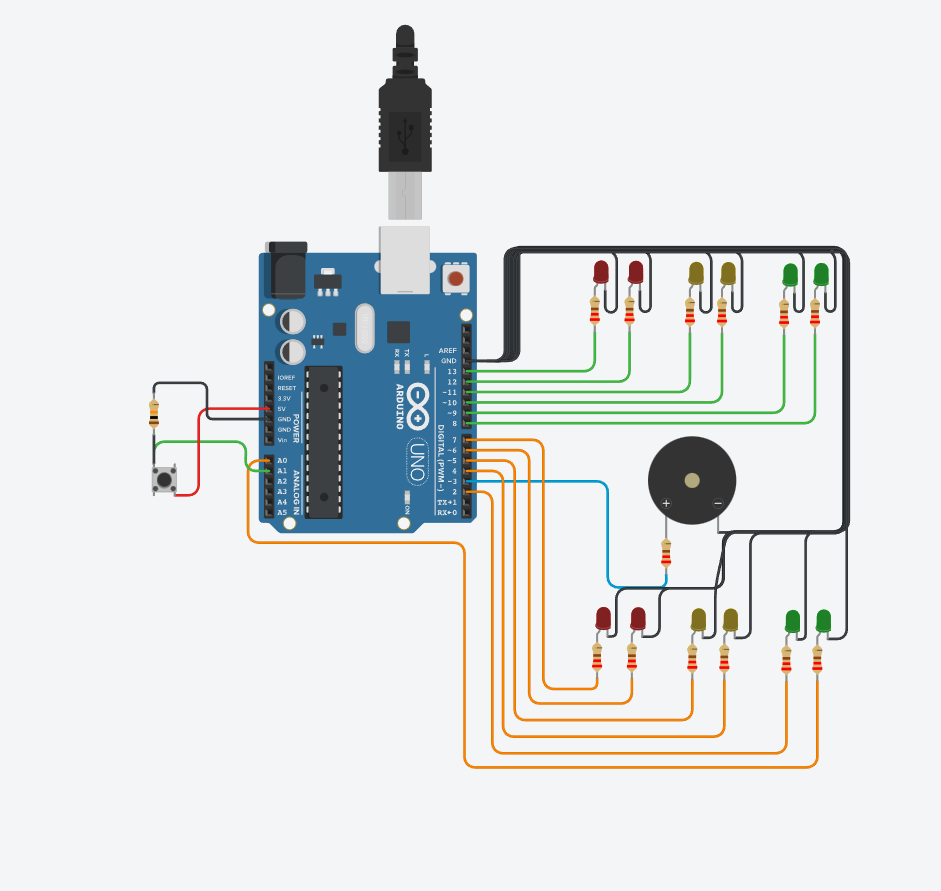 AREF
GND
13
12
~11
~10
~9
8
7
~6
~5
4
~3
2
TX→1
RX←0
DIGITAL (PWM~)
RX
TX
L
ARDUINO
UNO
ON
IOREF
RESET
3.3V
5V
GND
GND
Vin
POWER
A0
A1
A2
A3
A4
A5
ANALOG IN
+
−